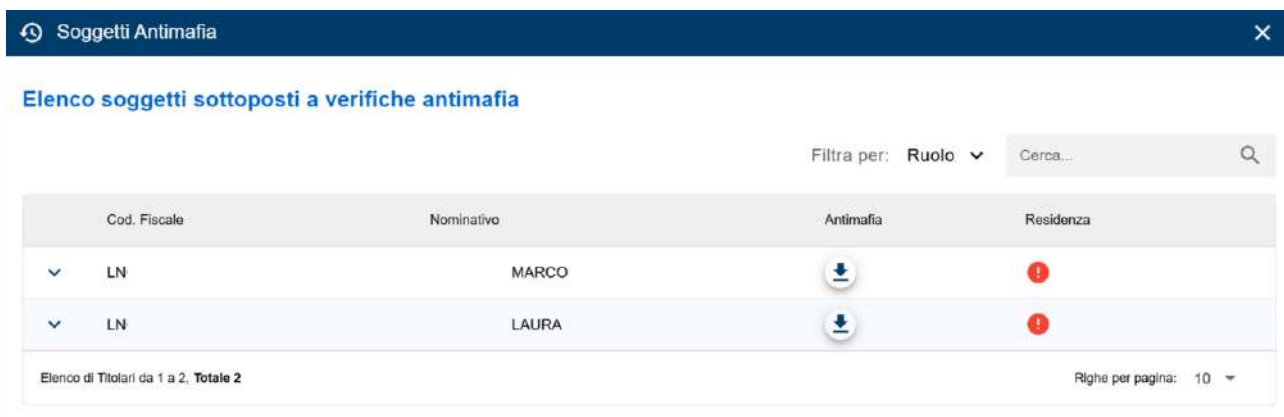 Soggetti Antimafia
Elenco soggetti sottoposti a verifiche antimafia
Filtra per: Ruolo Cerca...
Cod. Fiscale Nominativo Antimafia Residenza
LN MARCO
LN LAURA
Elenco di Titolari da 1 a 2, Totale 2 Righe per pagina: 10